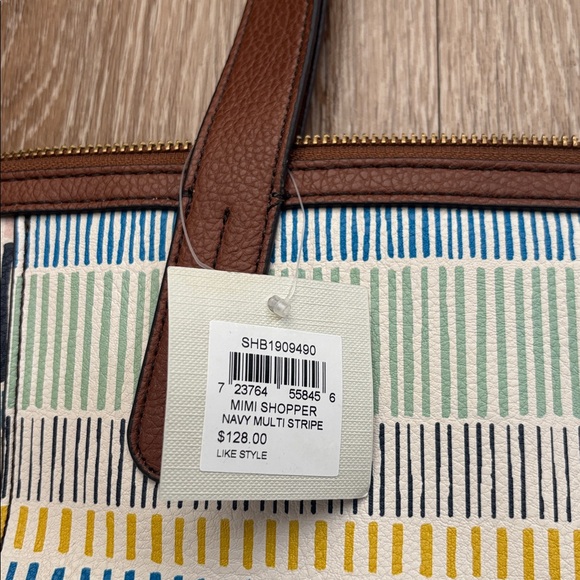 SHB1909490
7 23764 55845 6
MIMI SHOPPER
NAVY MULTI STRIPE
$128.00
LIKE STYLE